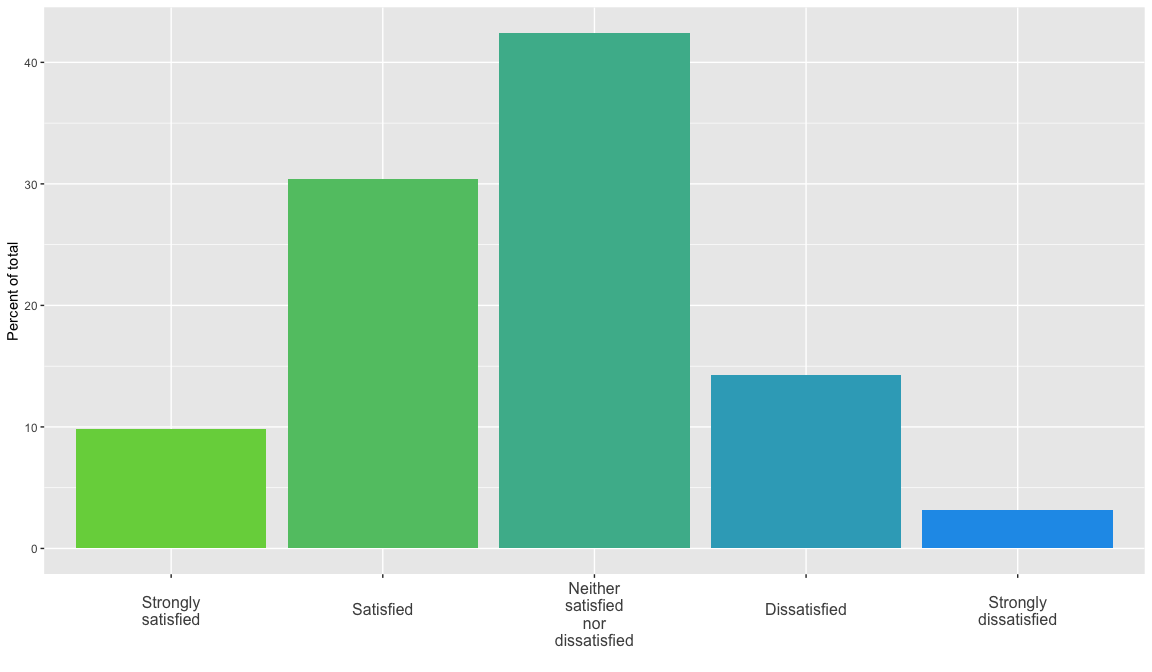 Percent of total
40
30
20
10
0
Strongly
satisfied
Satisfied
Neither
satisfied
nor
dissatisfied
Dissatisfied
Strongly
dissatisfied